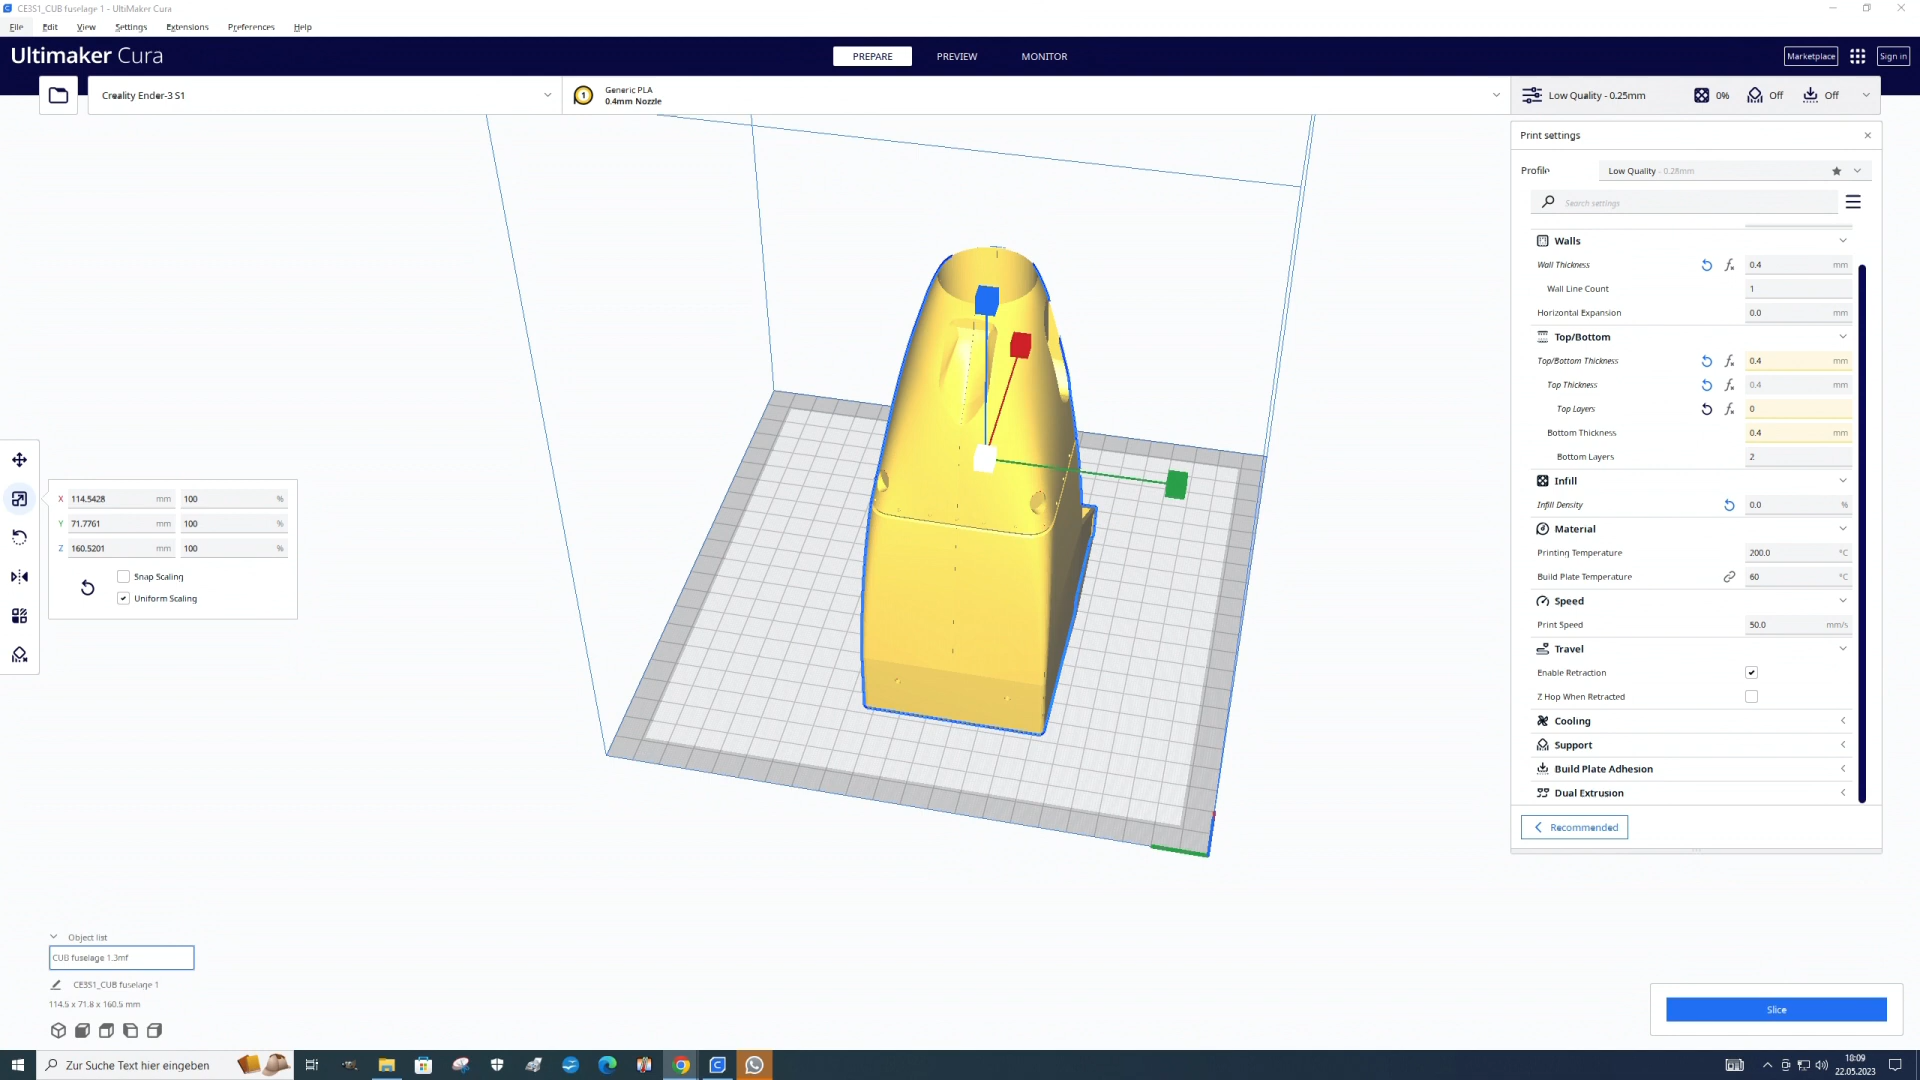 CE3S1_CUB fuselage 1 - UltiMaker Cura
File Edit View Settings Extensions Preferences Help
Ultimaker Cura
PREPARE PREVIEW MONITOR
Marketplace Sign in
Creality Ender-3 S1
1 Generic PLA
0.4mm Nozzle
Low Quality - 0.25mm 0% Off Off
Print settings
Profile Low Quality - 0.28mm
Search settings
Walls
Wall Thickness 0.4 mm
Wall Line Count 1
Horizontal Expansion 0.0 mm
Top/Bottom
Top/Bottom Thickness 0.4 mm
Top Thickness 0.4 mm
Top Layers 0
Bottom Thickness 0.4 mm
Bottom Layers 2
Infill
Infill Density 0.0 %
Material
Printing Temperature 200.0 °C
Build Plate Temperature 60 °C
Speed
Print Speed 50.0 mm/s
Travel
Enable Retraction
Z Hop When Retracted
Cooling
Support
Build Plate Adhesion
Dual Extrusion
Recommended
X 114.5428 mm 100 %
Y 71.7761 mm 100 %
Z 160.5201 mm 100 %
Snap Scaling
Uniform Scaling
Object list
CUB fuselage 1.3mf
CE3S1_CUB fuselage 1
114.5 x 71.8 x 160.5 mm
Slice
Zur Suche Text hier eingeben
18:09
22.05.2023